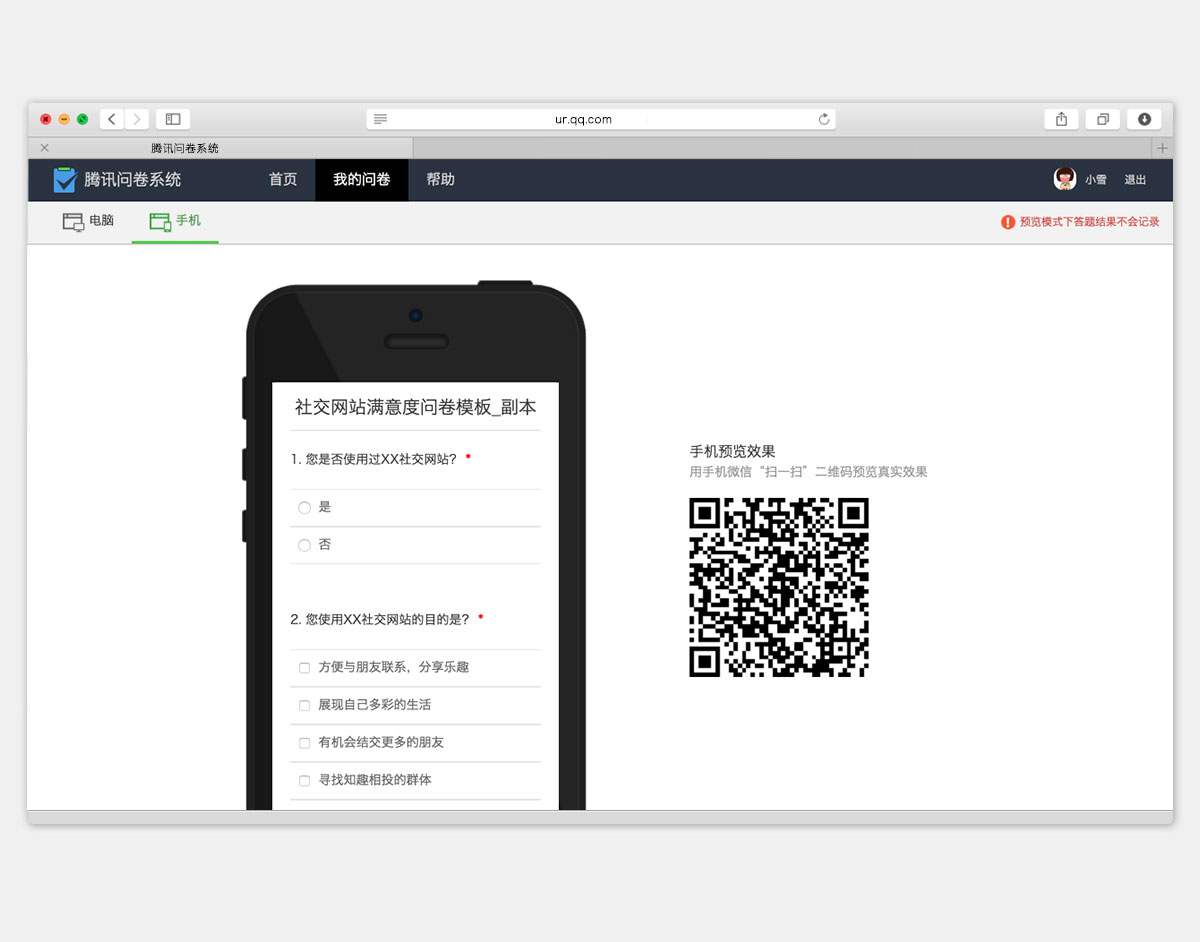 ur.qq.com
腾讯问卷系统
腾讯问卷系统 首页 我的问卷 帮助 小雪 退出
电脑 手机 预览模式下答题结果不会记录
社交网站满意度问卷模板_副本
1. 您是否使用过XX社交网站? *
是
否
2. 您使用XX社交网站的目的是? *
方便与朋友联系，分享乐趣
展现自己多彩的生活
有机会结交更多的朋友
寻找知趣相投的群体
手机预览效果
用手机微信“扫一扫”二维码预览真实效果